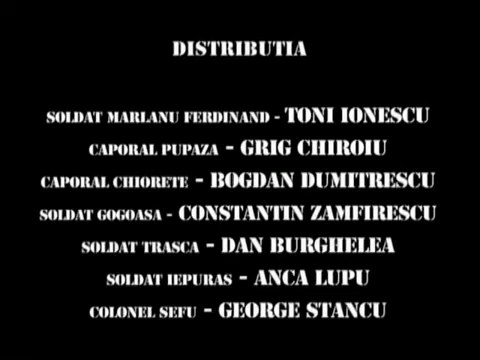 DISTRIBUTIA
SOLDAT MARLANU FERDINAND - TONI IONESCU
CAPORAL PUPAZA - GRIG CHIROIU
CAPORAL CHIORETE - BOGDAN DUMITRESCU
SOLDAT GOGOASA - CONSTANTIN ZAMFIRESCU
SOLDAT TRASCA - DAN BURGHELEA
SOLDAT IEPURAS - ANCA LUPU
COLONEL SEFU - GEORGE STANCU